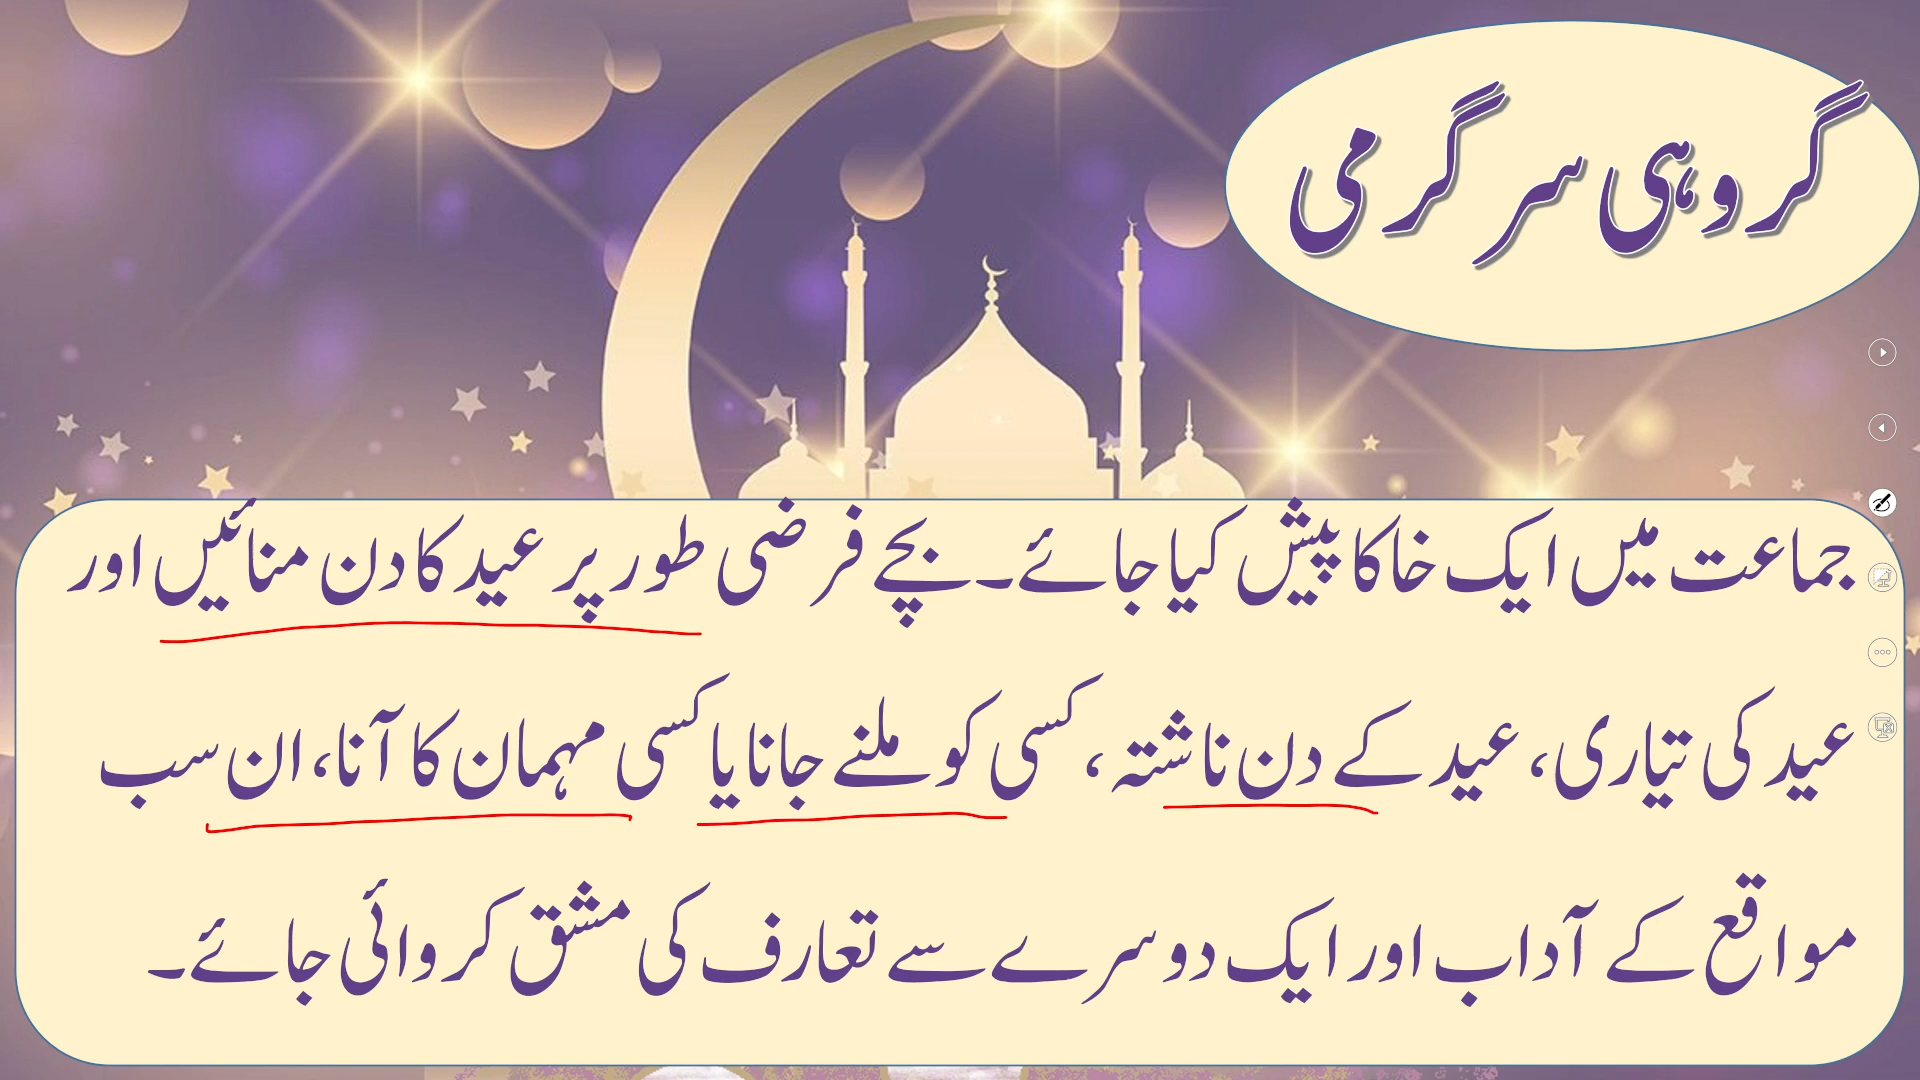 گروہی سرگرمی
جماعت میں ایک خاکا پیش کیا جائے۔ بچے فرضی طور پر عید کا دن منائیں اور
عید کی تیاری، عید کے دن ناشتہ، کسی کو ملنے جانا یا کسی مہمان کا آنا، ان سب
مواقع کے آداب اور ایک دوسرے سے تعارف کی مشق کروائی جائے۔